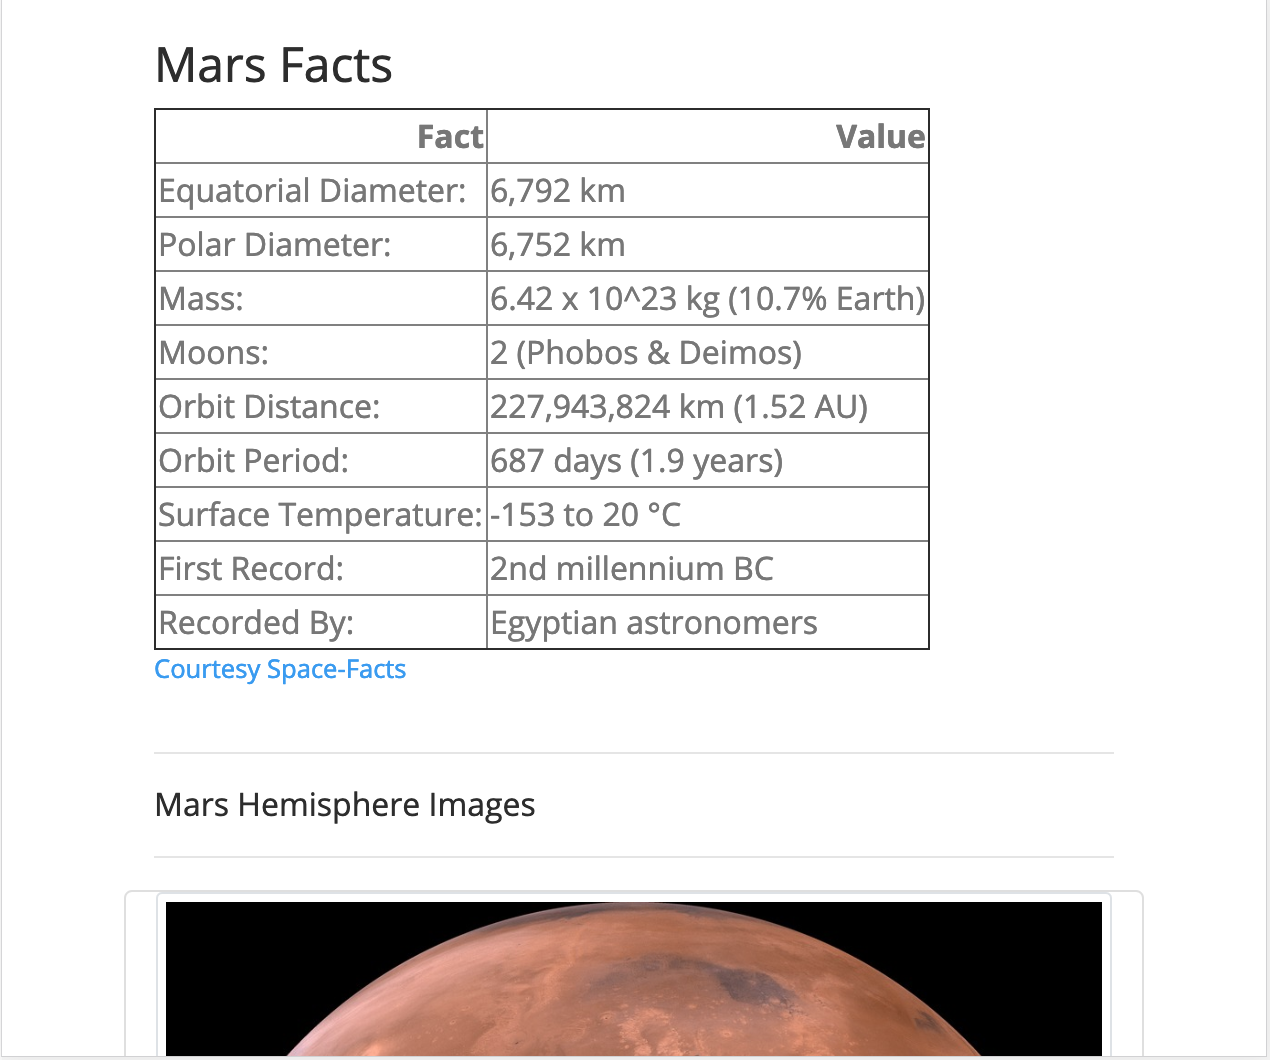 Mars Facts
Fact Value
Equatorial Diameter: 6,792 km
Polar Diameter: 6,752 km
Mass: 6.42 x 10^23 kg (10.7% Earth)
Moons: 2 (Phobos & Deimos)
Orbit Distance: 227,943,824 km (1.52 AU)
Orbit Period: 687 days (1.9 years)
Surface Temperature: -153 to 20 °C
First Record: 2nd millennium BC
Recorded By: Egyptian astronomers
Courtesy Space-Facts
Mars Hemisphere Images